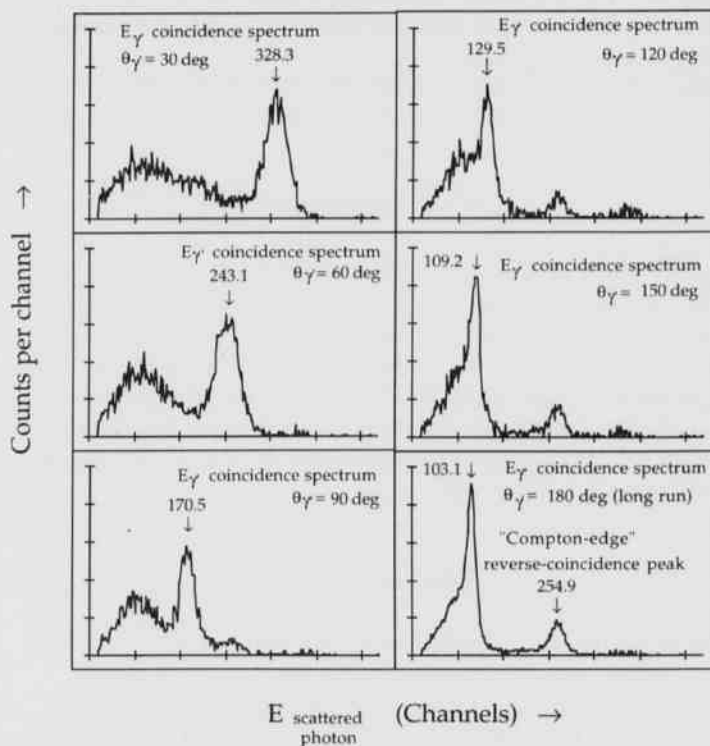 Eγ coincidence spectrum
θγ = 30 deg
328.3
↓
129.5
↓
Eγ coincidence spectrum
θγ = 120 deg
Eγ' coincidence spectrum
243.1
↓
θγ = 60 deg
109.2
↓
Eγ coincidence spectrum
θγ = 150 deg
Eγ coincidence spectrum
θγ = 90 deg
170.5
↓
103.1 ↓
Eγ coincidence spectrum
θγ = 180 deg (long run)
"Compton-edge"
reverse-coincidence peak
254.9
↓
Counts per channel →
E scattered photon (Channels) →